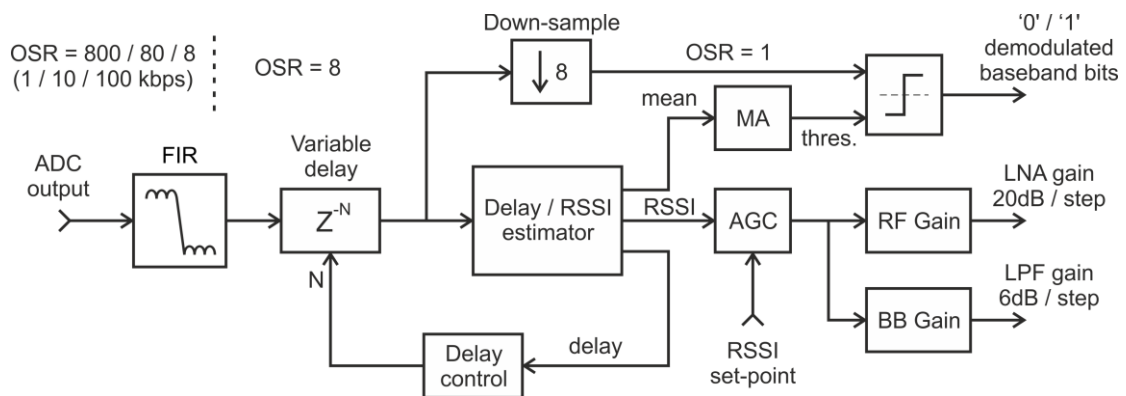 OSR = 800 / 80 / 8
(1 / 10 / 100 kbps)
OSR = 8
Down-sample
↓ 8
OSR = 1
'0' / '1'
demodulated
baseband bits
mean
MA
thres.
ADC
output
FIR
Variable
delay
Z⁻ᴺ
N
Delay / RSSI
estimator
RSSI
AGC
RF Gain
LNA gain
20dB / step
BB Gain
LPF gain
6dB / step
Delay
control
delay
RSSI
set-point